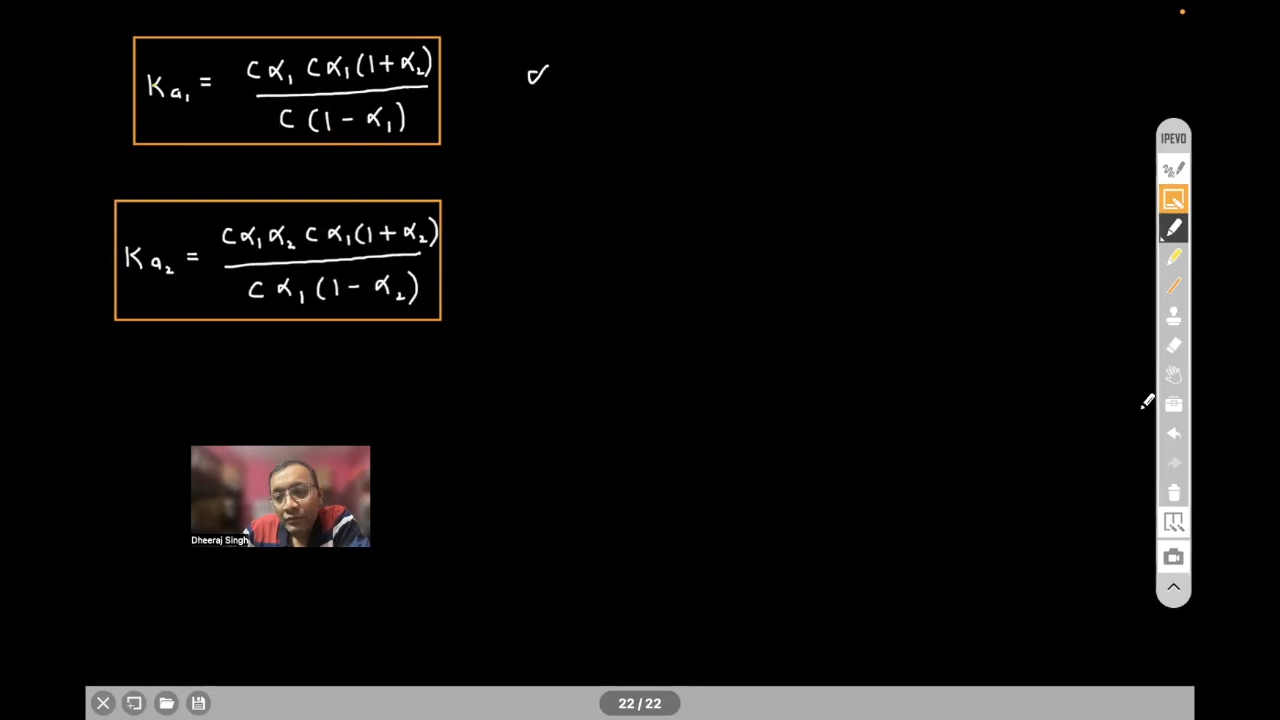 Ka₁ = Cα₁ Cα₁(1+α₂) / C(1-α₁)
IPEVO
Ka₂ = Cα₁α₂ Cα₁(1+α₂) / Cα₁(1-α₂)
Dheeraj Singh
22 / 22